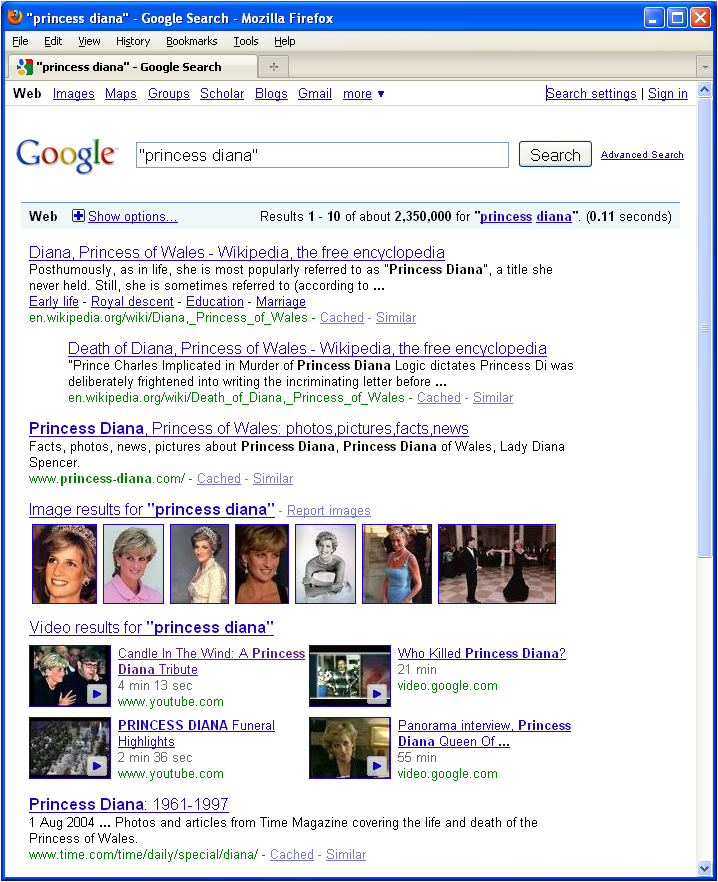 "princess diana" - Google Search - Mozilla Firefox
File Edit View History Bookmarks Tools Help
"princess diana" - Google Search
Web Images Maps Groups Scholar Blogs Gmail more ▼ Search settings | Sign in
Google "princess diana" Search Advanced Search
Web Show options... Results 1 - 10 of about 2,350,000 for "princess diana". (0.11 seconds)
Diana, Princess of Wales - Wikipedia, the free encyclopedia
Posthumously, as in life, she is most popularly referred to as "Princess Diana", a title she
never held. Still, she is sometimes referred to (according to ...
Early life - Royal descent - Education - Marriage
en.wikipedia.org/wiki/Diana,_Princess_of_Wales - Cached - Similar
Death of Diana, Princess of Wales - Wikipedia, the free encyclopedia
"Prince Charles Implicated in Murder of Princess Diana Logic dictates Princess Di was
deliberately frightened into writing the incriminating letter before ...
en.wikipedia.org/wiki/Death_of_Diana,_Princess_of_Wales - Cached - Similar
Princess Diana, Princess of Wales: photos,pictures,facts,news
Facts, photos, news, pictures about Princess Diana, Princess Diana of Wales, Lady Diana
Spencer.
www.princess-diana.com/ - Cached - Similar
Image results for "princess diana" - Report images
Video results for "princess diana"
Candle In The Wind: A Princess
Diana Tribute
4 min 13 sec
www.youtube.com
Who Killed Princess Diana?
21 min
video.google.com
PRINCESS DIANA Funeral
Highlights
2 min 36 sec
www.youtube.com
Panorama interview, Princess
Diana Queen Of ...
55 min
video.google.com
Princess Diana: 1961-1997
1 Aug 2004 ... Photos and articles from Time Magazine covering the life and death of the
Princess of Wales.
www.time.com/time/daily/special/diana/ - Cached - Similar